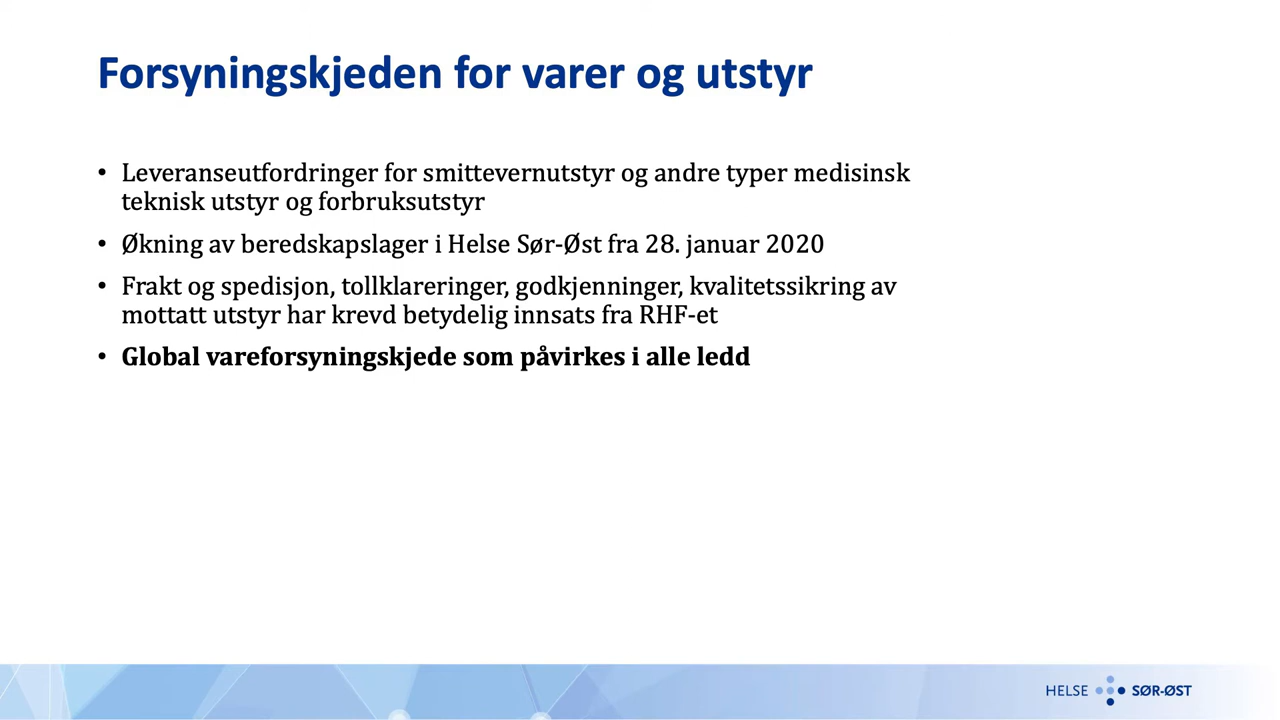 Forsyningskjeden for varer og utstyr
• Leveranseutfordringer for smittevernutstyr og andre typer medisinsk
teknisk utstyr og forbruksutstyr
• Økning av beredskapslager i Helse Sør-Øst fra 28. januar 2020
• Frakt og spedisjon, tollklareringer, godkjenninger, kvalitetssikring av
mottatt utstyr har krevd betydelig innsats fra RHF-et
• Global vareforsyningskjede som påvirkes i alle ledd
HELSE SØR-ØST